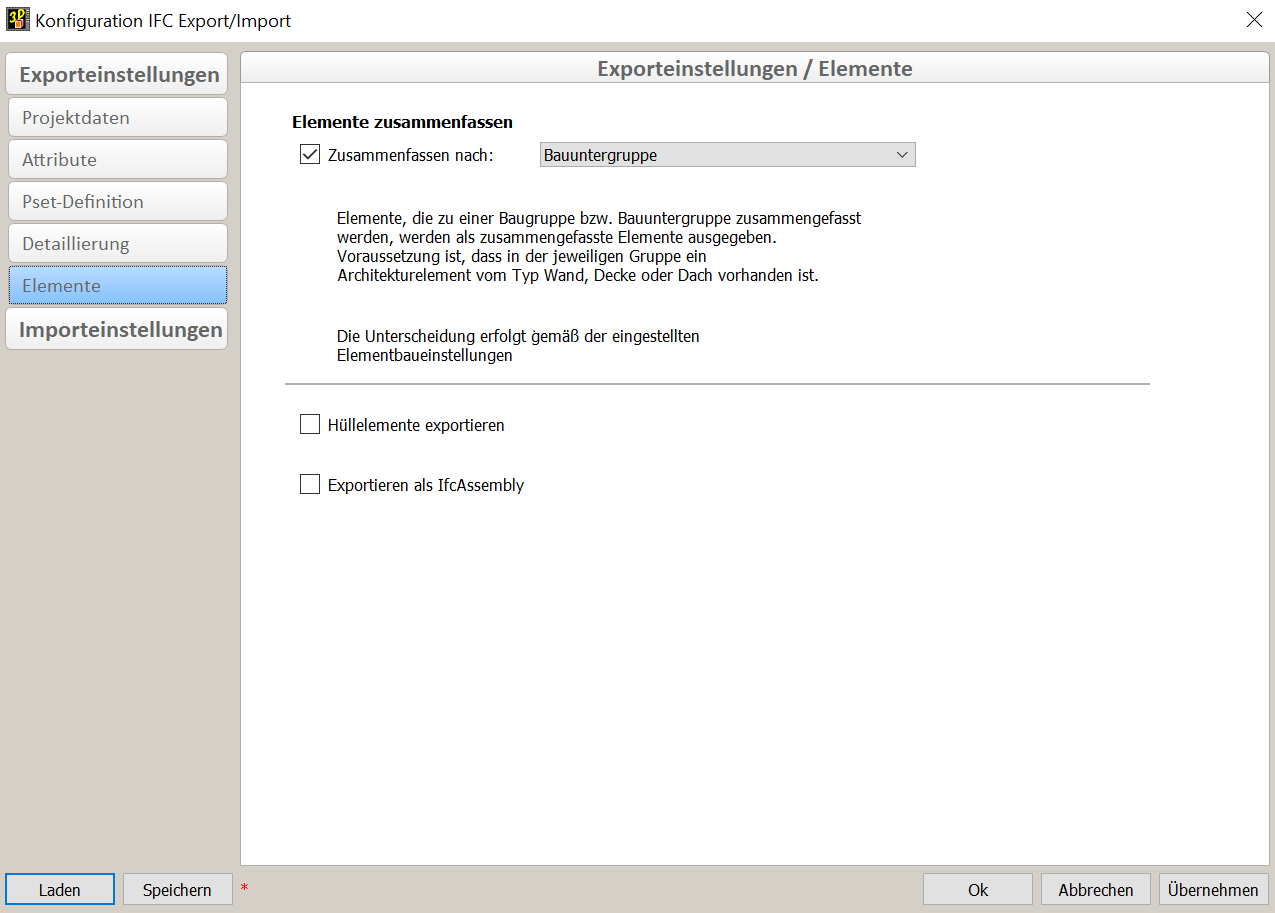 Konfiguration IFC Export/Import
Exporteinstellungen
Projektdaten
Attribute
Pset-Definition
Detaillierung
Elemente
Importeinstellungen
Exporteinstellungen / Elemente
Elemente zusammenfassen
Zusammenfassen nach: Bauuntergruppe
Elemente, die zu einer Baugruppe bzw. Bauuntergruppe zusammengefasst
werden, werden als zusammengefasste Elemente ausgegeben.
Voraussetzung ist, dass in der jeweiligen Gruppe ein
Architekturelement vom Typ Wand, Decke oder Dach vorhanden ist.
Die Unterscheidung erfolgt gemäß der eingestellten
Elementbaueinstellungen
Hüllelemente exportieren
Exportieren als IfcAssembly
Laden Speichern * Ok Abbrechen Übernehmen